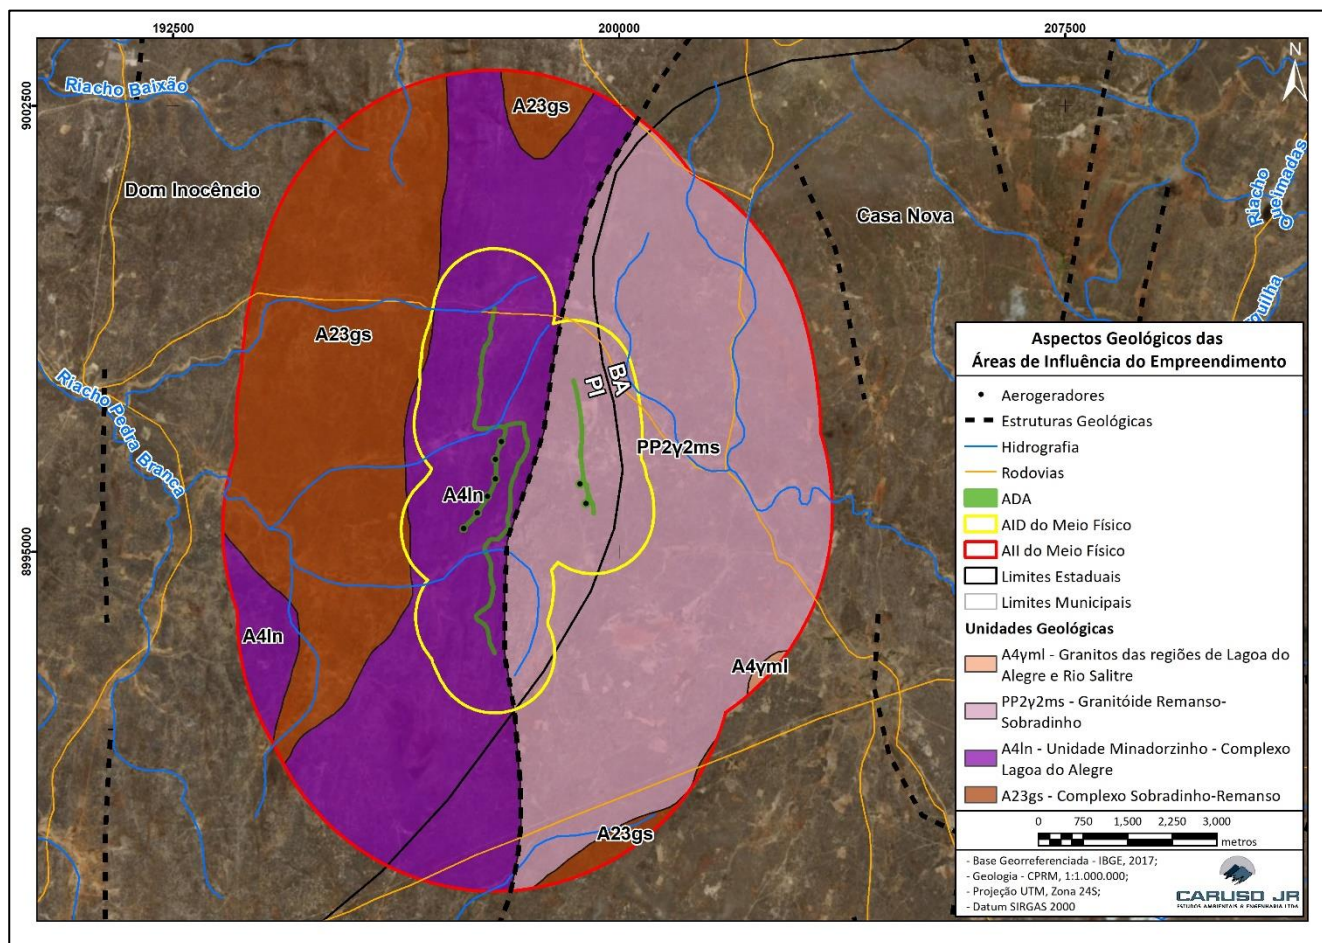 192500
200000
207500
N
9002500
8995000
Riacho Baixão
A23gs
Dom Inocêncio
Casa Nova
Riacho
Queimadas
A23gs
Riacho Pedra Branca
BA
PI
PP2γ2ms
A4ln
A4ln
A4γml
A23gs
Aspectos Geológicos das
Áreas de Influência do Empreendimento
Aerogeradores
Estruturas Geológicas
Hidrografia
Rodovias
ADA
AID do Meio Físico
AII do Meio Físico
Limites Estaduais
Limites Municipais
Unidades Geológicas
A4γml - Granitos das regiões de Lagoa do
Alegre e Rio Salitre
PP2γ2ms - Granitóide Remanso-
Sobradinho
A4ln - Unidade Minadorzinho - Complexo
Lagoa do Alegre
A23gs - Complexo Sobradinho-Remanso
0 750 1,500 2,250 3,000
metros
- Base Georreferenciada - IBGE, 2017;
- Geologia - CPRM, 1:1.000.000;
- Projeção UTM, Zona 24S;
- Datum SIRGAS 2000
CARUSO JR
ESTUDOS AMBIENTAIS & ENGENHARIA LTDA